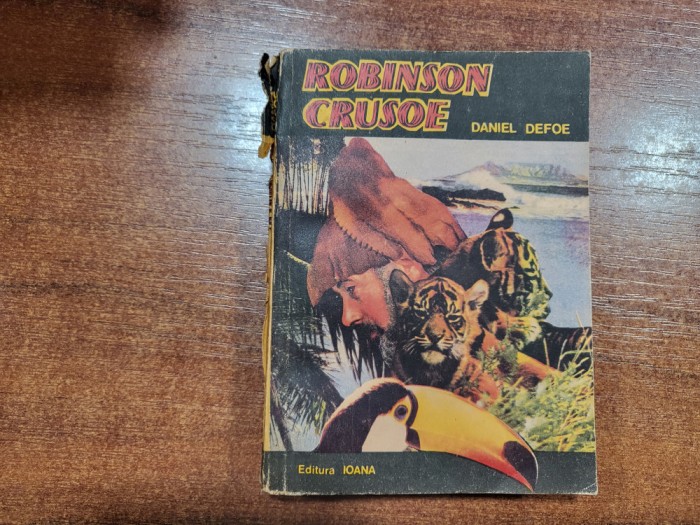 ROBINSON
CRUSOE
DANIEL DEFOE
Editura IOANA